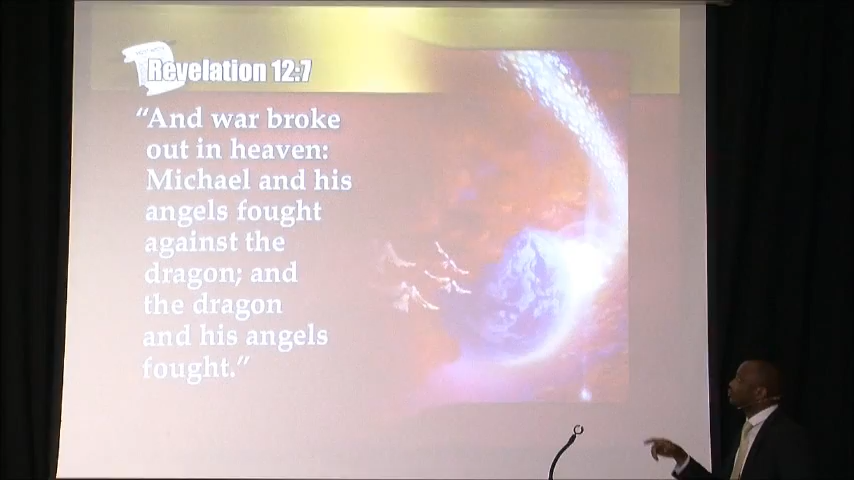 Revelation 12:7
“And war broke
out in heaven:
Michael and his
angels fought
against the
dragon; and
the dragon
and his angels
fought.”